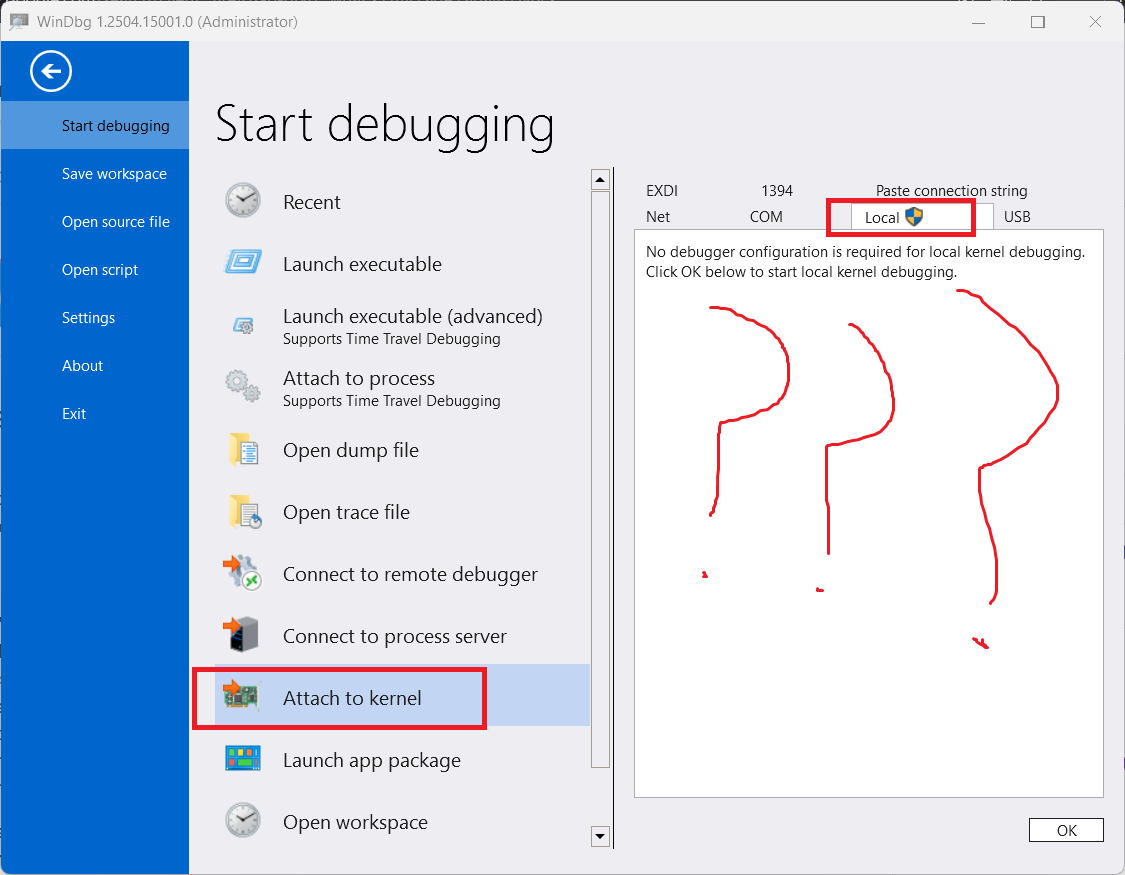 WinDbg 1.2504.15001.0 (Administrator)
Start debugging
Save workspace
Open source file
Open script
Settings
About
Exit
Start debugging
Recent
Launch executable
Launch executable (advanced)
Supports Time Travel Debugging
Attach to process
Supports Time Travel Debugging
Open dump file
Open trace file
Connect to remote debugger
Connect to process server
Attach to kernel
Launch app package
Open workspace
EXDI 1394 Paste connection string
Net COM Local USB
No debugger configuration is required for local kernel debugging.
Click OK below to start local kernel debugging.
???
OK